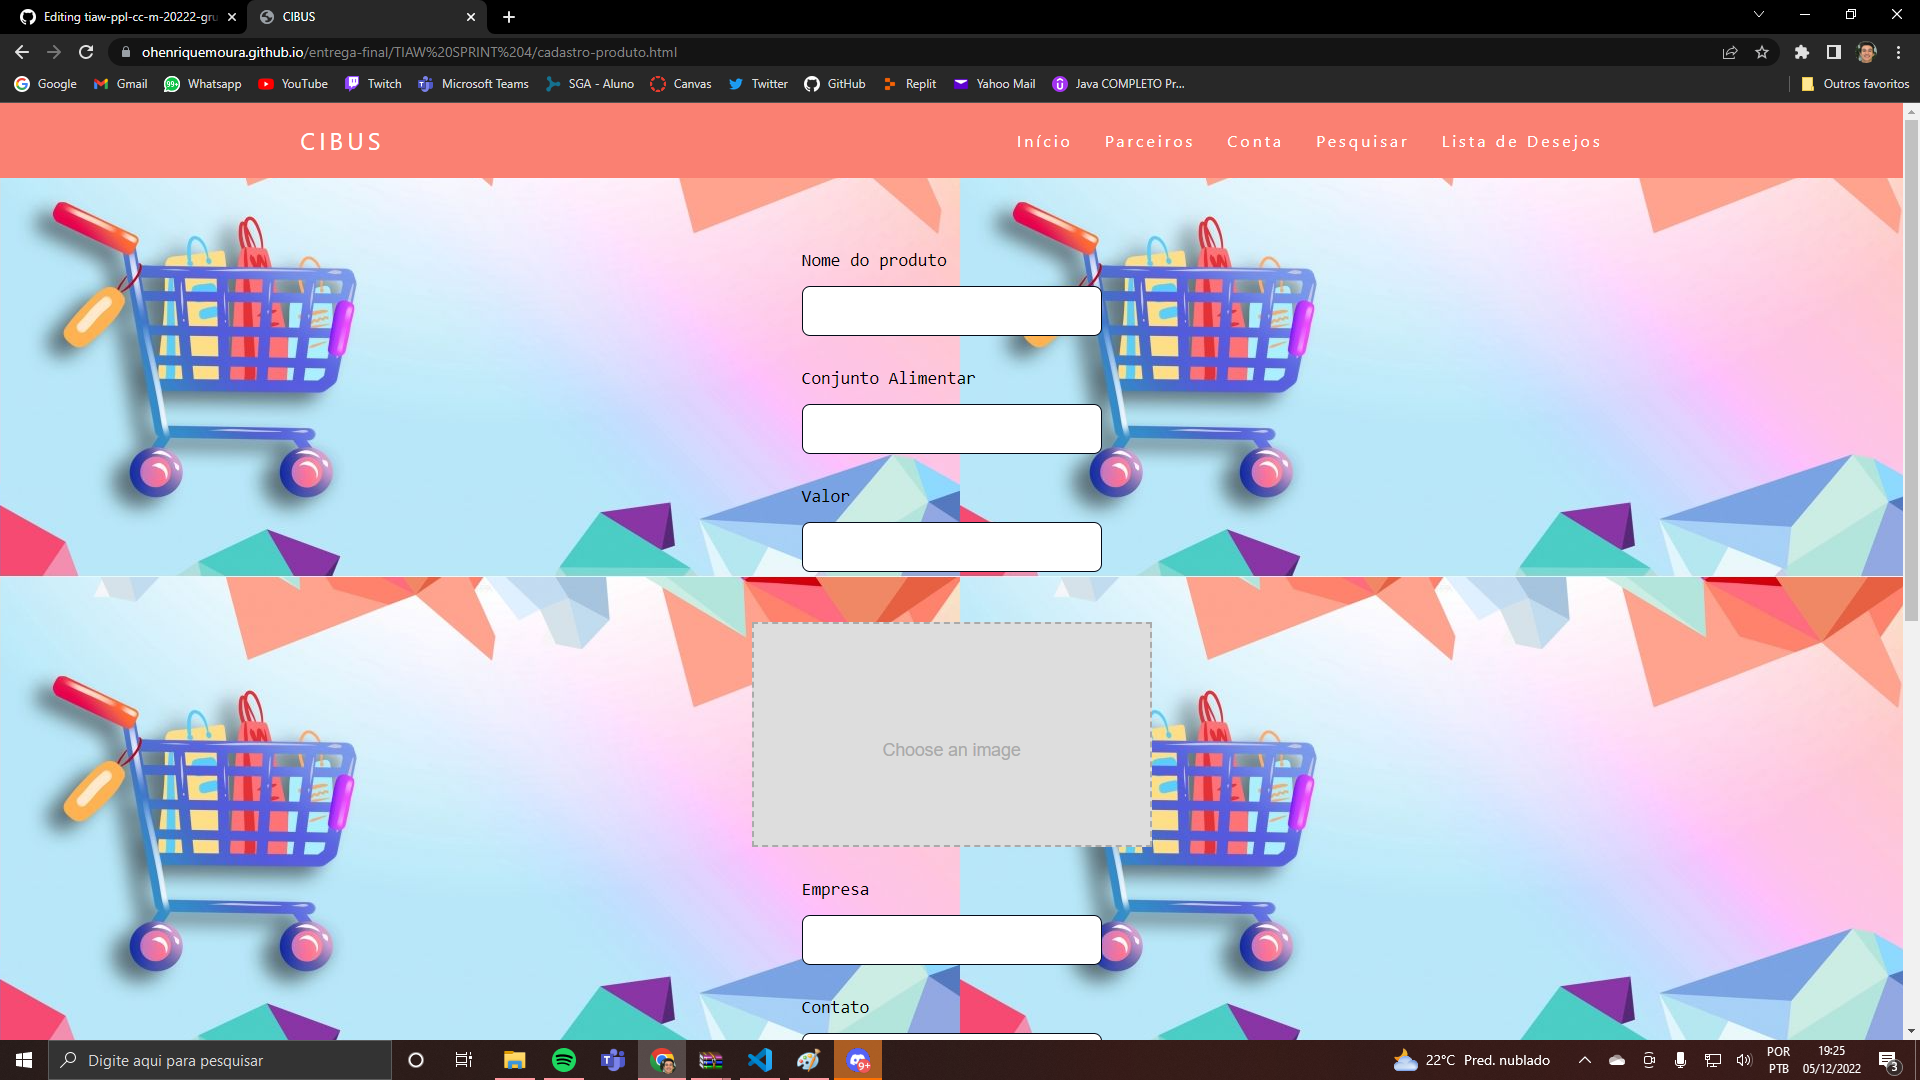 Editing tiaw-ppl-cc-m-20222-gru
CIBUS
ohenriquemoura.github.io/entrega-final/TIAW%20SPRINT%204/cadastro-produto.html
Google
Gmail
99+
Whatsapp
YouTube
Twitch
Microsoft Teams
SGA - Aluno
Canvas
Twitter
GitHub
Replit
Yahoo Mail
Java COMPLETO Pr...
Outros favoritos
CIBUS
Início
Parceiros
Conta
Pesquisar
Lista de Desejos
Nome do produto
Conjunto Alimentar
Valor
Choose an image
Empresa
Contato
Digite aqui para pesquisar
9+
22°C Pred. nublado
POR
PTB
19:25
05/12/2022
3